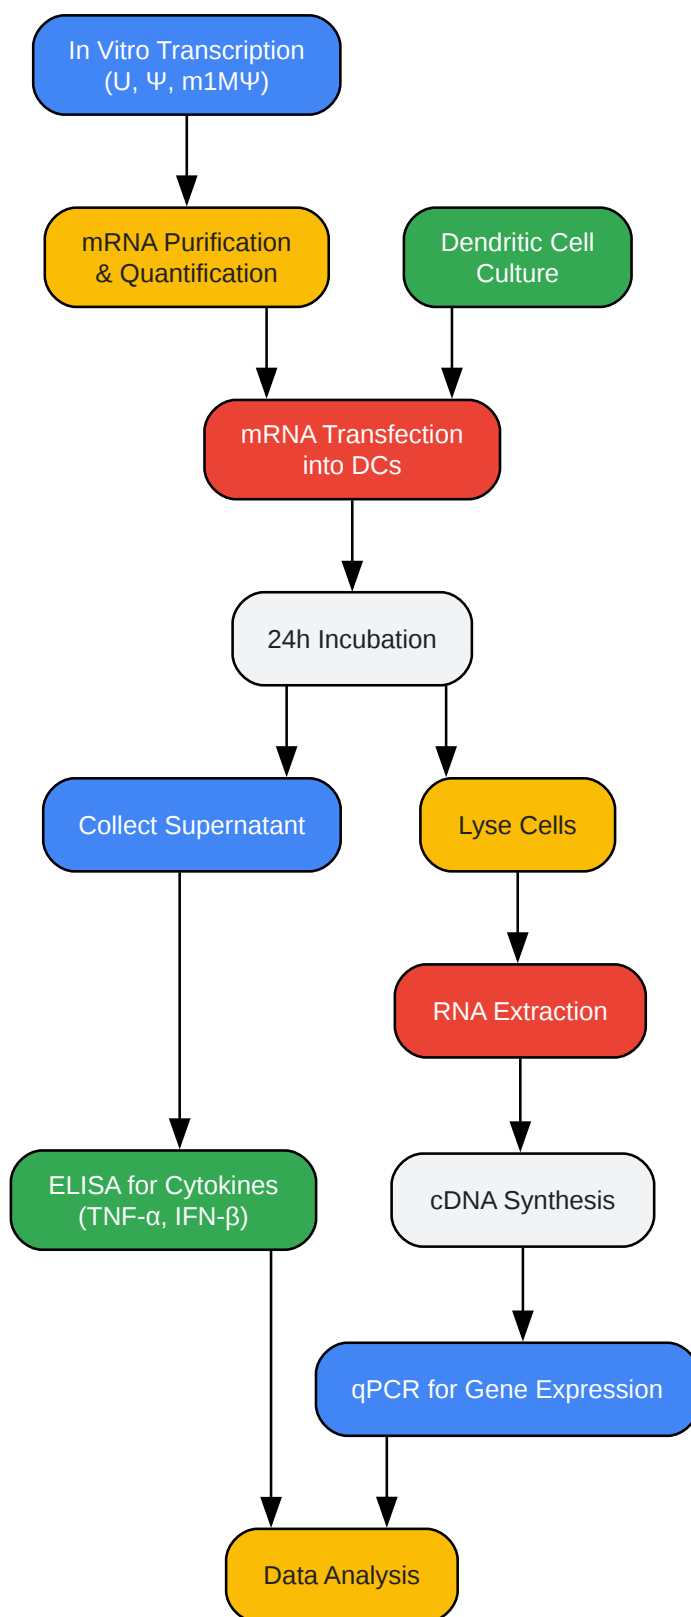 In Vitro Transcription
(U, Ψ, m1MΨ)
mRNA Purification
& Quantification
Dendritic Cell
Culture
mRNA Transfection
into DCs
24h Incubation
Collect Supernatant
Lyse Cells
RNA Extraction
ELISA for Cytokines
(TNF-α, IFN-β)
cDNA Synthesis
qPCR for Gene Expression
Data Analysis